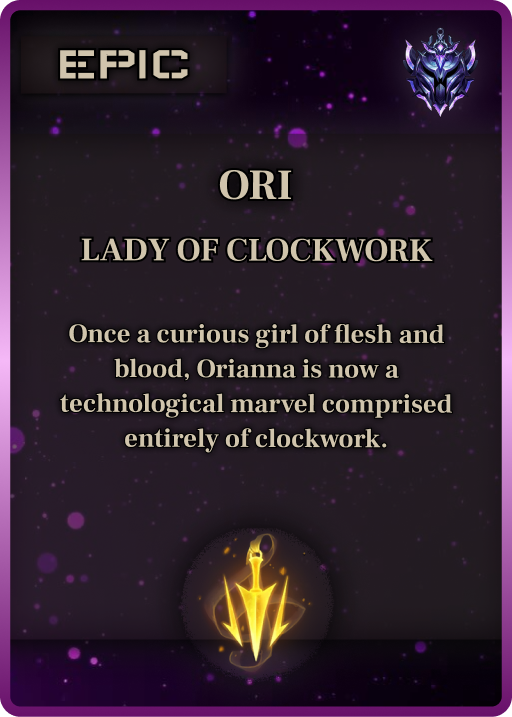 EPIC
ORI
LADY OF CLOCKWORK
Once a curious girl of flesh and
blood, Orianna is now a
technological marvel comprised
entirely of clockwork.